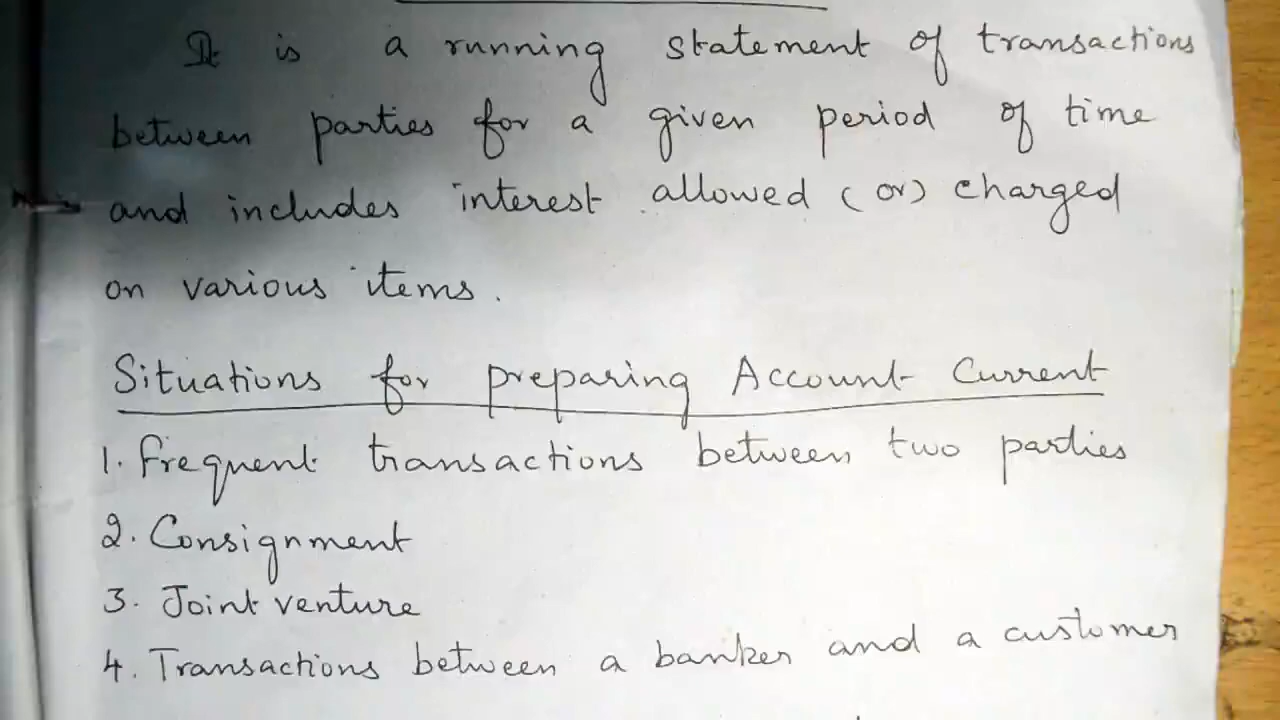 It is a running statement of transactions
between parties for a given period of time
and includes interest allowed (or) charged
on various items.
Situations for preparing Account Current
1. Frequent transactions between two parties
2. Consignment
3. Joint venture
4. Transactions between a banker and a customer